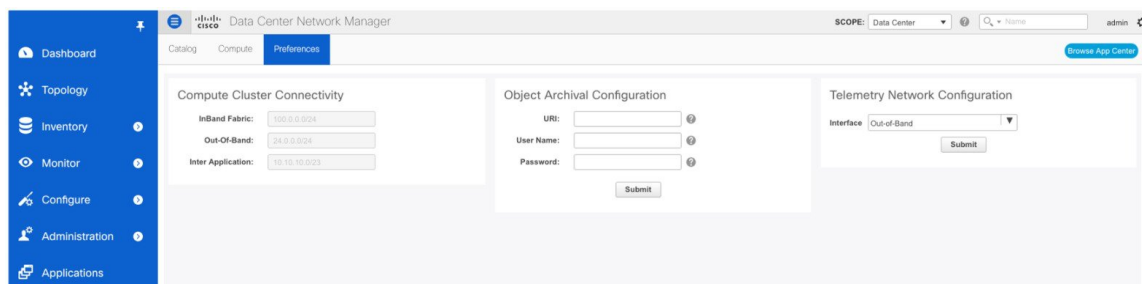 cisco Data Center Network Manager
SCOPE: Data Center
Name
admin
Catalog Compute Preferences
Browse App Center
Dashboard
Topology
Inventory
Monitor
Configure
Administration
Applications
Compute Cluster Connectivity
InBand Fabric: 100.0.0.0/24
Out-Of-Band: 24.0.0.0/24
Inter Application: 10.10.10.0/23
Object Archival Configuration
URI:
User Name:
Password:
Submit
Telemetry Network Configuration
Interface Out-of-Band
Submit